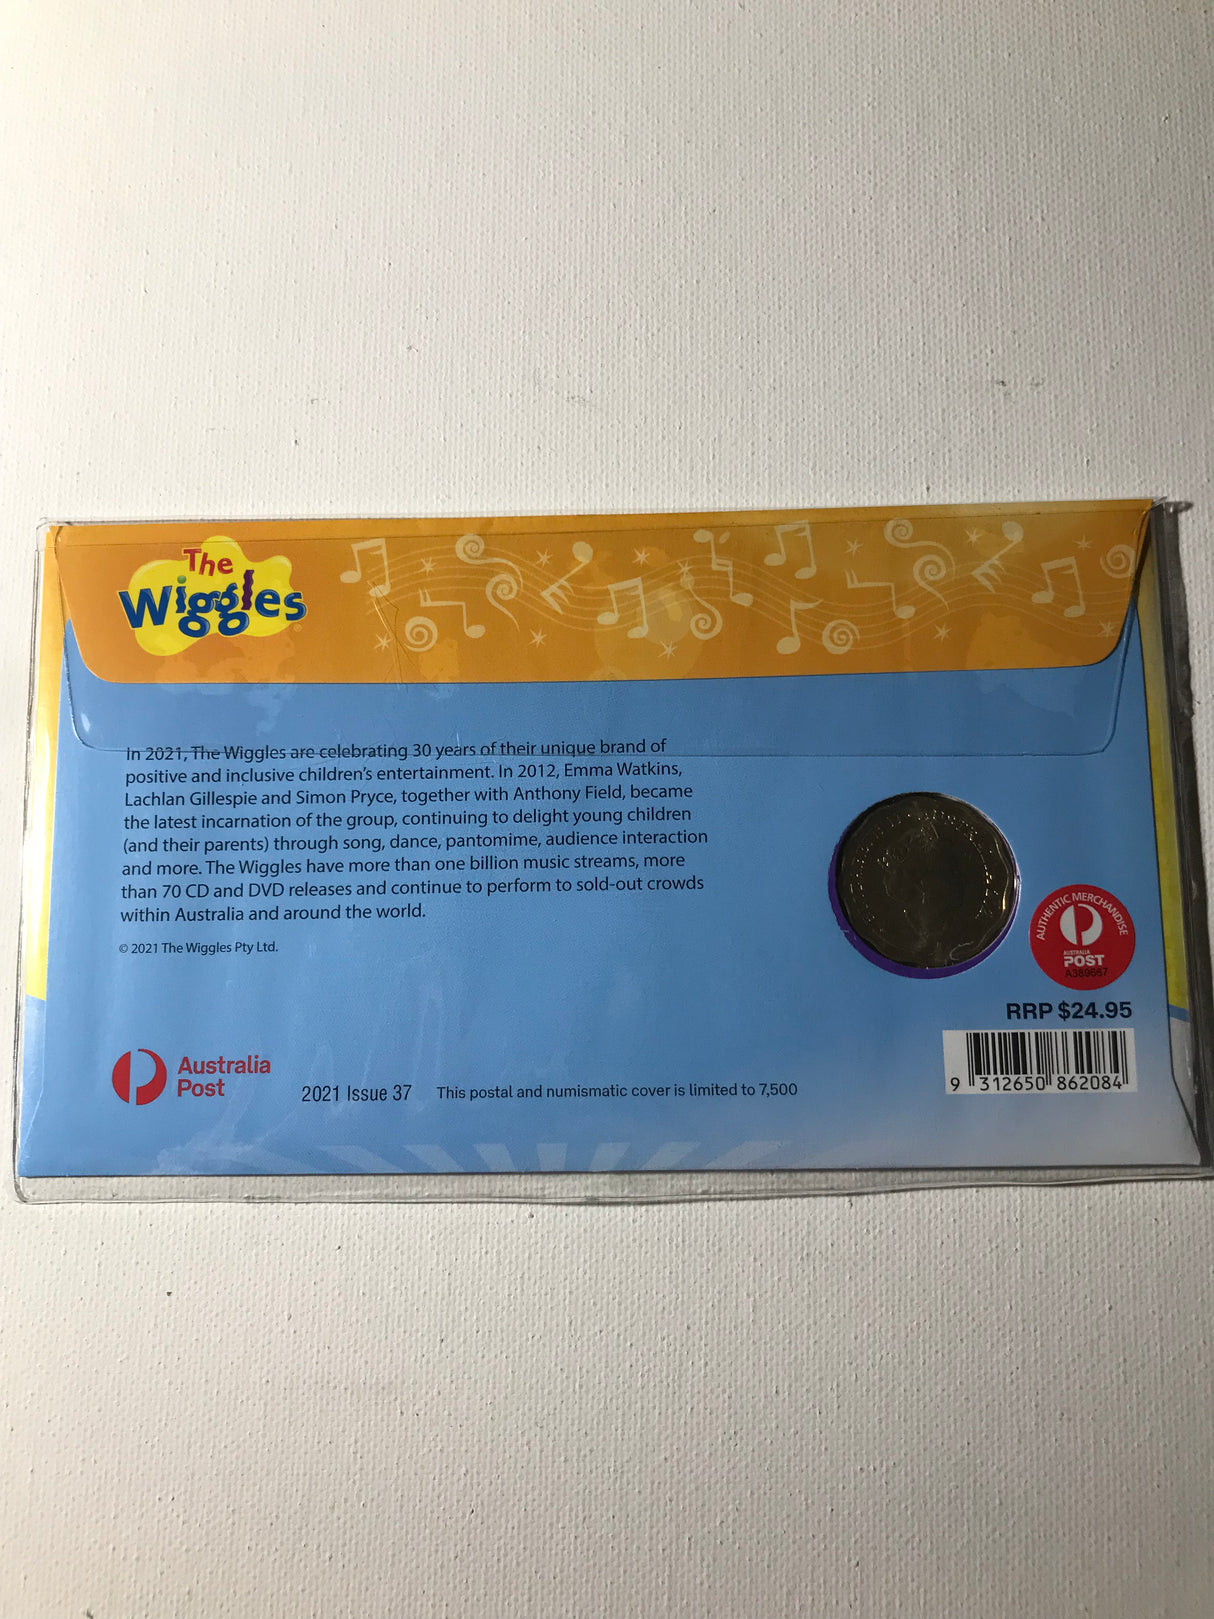 The
Wiggles
In 2021, The Wiggles are celebrating 30 years of their unique brand of
positive and inclusive children's entertainment. In 2012, Emma Watkins,
Lachlan Gillespie and Simon Pryce, together with Anthony Field, became
the latest incarnation of the group, continuing to delight young children
(and their parents) through song, dance, pantomime, audience interaction
and more. The Wiggles have more than one billion music streams, more
than 70 CD and DVD releases and continue to perform to sold-out crowds
within Australia and around the world.
© 2021 The Wiggles Pty Ltd.
ELIZABETH II AUSTRALIA
AUTHENTIC MERCHANDISE
AUSTRALIA
POST
A389667
RRP $24.95
9 312650 862084
Australia
Post
2021 Issue 37
This postal and numismatic cover is limited to 7,500